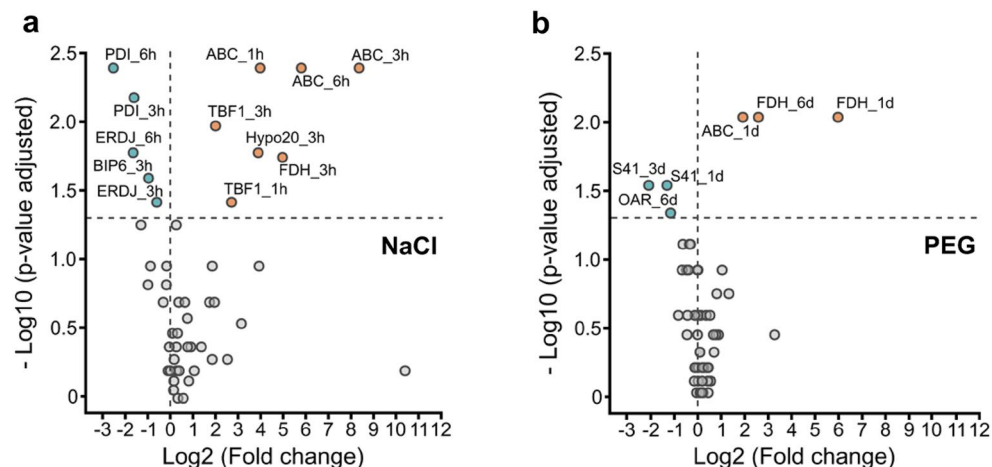 a
2.5
2.0
1.5
1.0
0.5
0
- Log10 (p-value adjusted)
PDI_6h
ABC_1h
ABC_3h
ABC_6h
PDI_3h
TBF1_3h
ERDJ_6h
Hypo20_3h
BIP6_3h
FDH_3h
ERDJ_3h
TBF1_1h
NaCl
-3 -2 -1 0 1 2 3 4 5 6 7 8 9 10 11 12
Log2 (Fold change)
b
2.5
2.0
1.5
1.0
0.5
0
- Log10 (p-value adjusted)
FDH_6d
FDH_1d
ABC_1d
S41_3d
S41_1d
OAR_6d
PEG
-3 -2 -1 0 1 2 3 4 5 6 7 8 9 10 11 12
Log2 (Fold change)